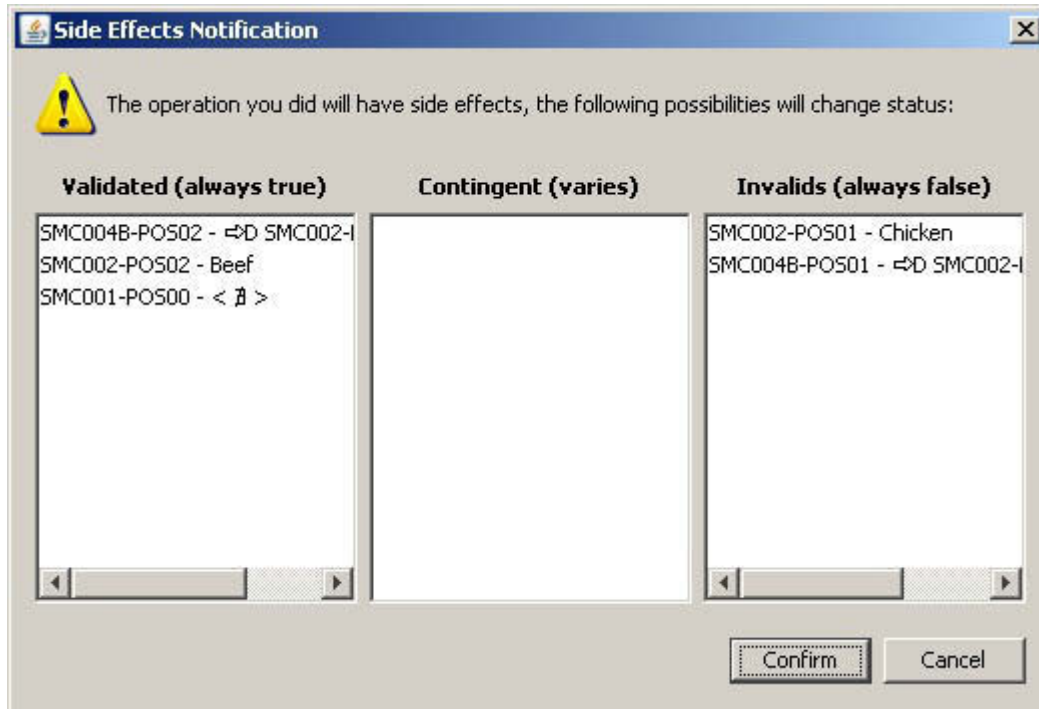 Side Effects Notification
The operation you did will have side effects, the following possibilities will change status:
Validated (always true)
SMC004B-POS02 - ⇨D SMC002-
SMC002-POS02 - Beef
SMC001-POS00 - < ∄ >
Contingent (varies)
Invalids (always false)
SMC002-POS01 - Chicken
SMC004B-POS01 - ⇨D SMC002-
Confirm
Cancel